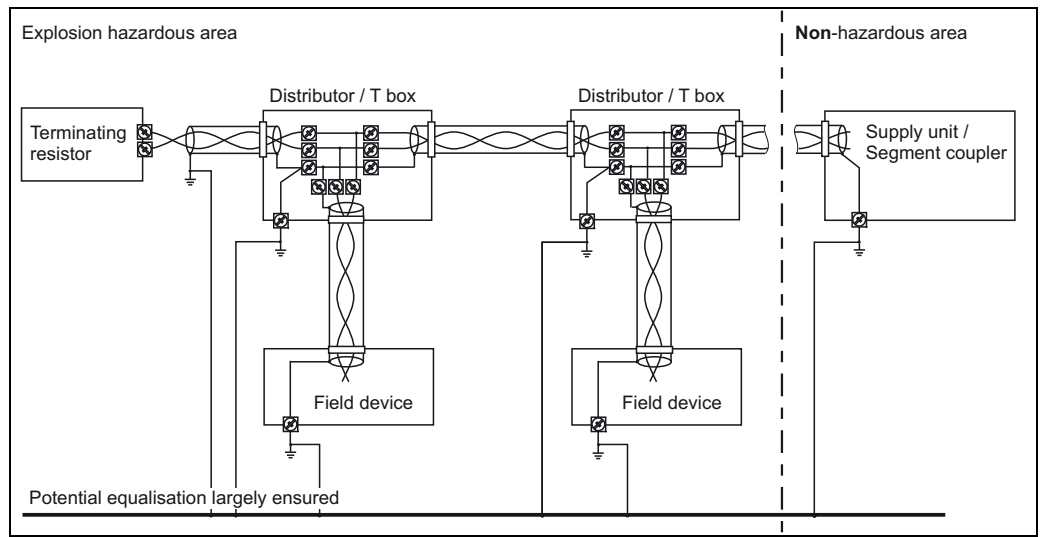 Explosion hazardous area
Non-hazardous area
Distributor / T box
Distributor / T box
Terminating
resistor
Supply unit /
Segment coupler
Field device
Field device
Potential equalisation largely ensured